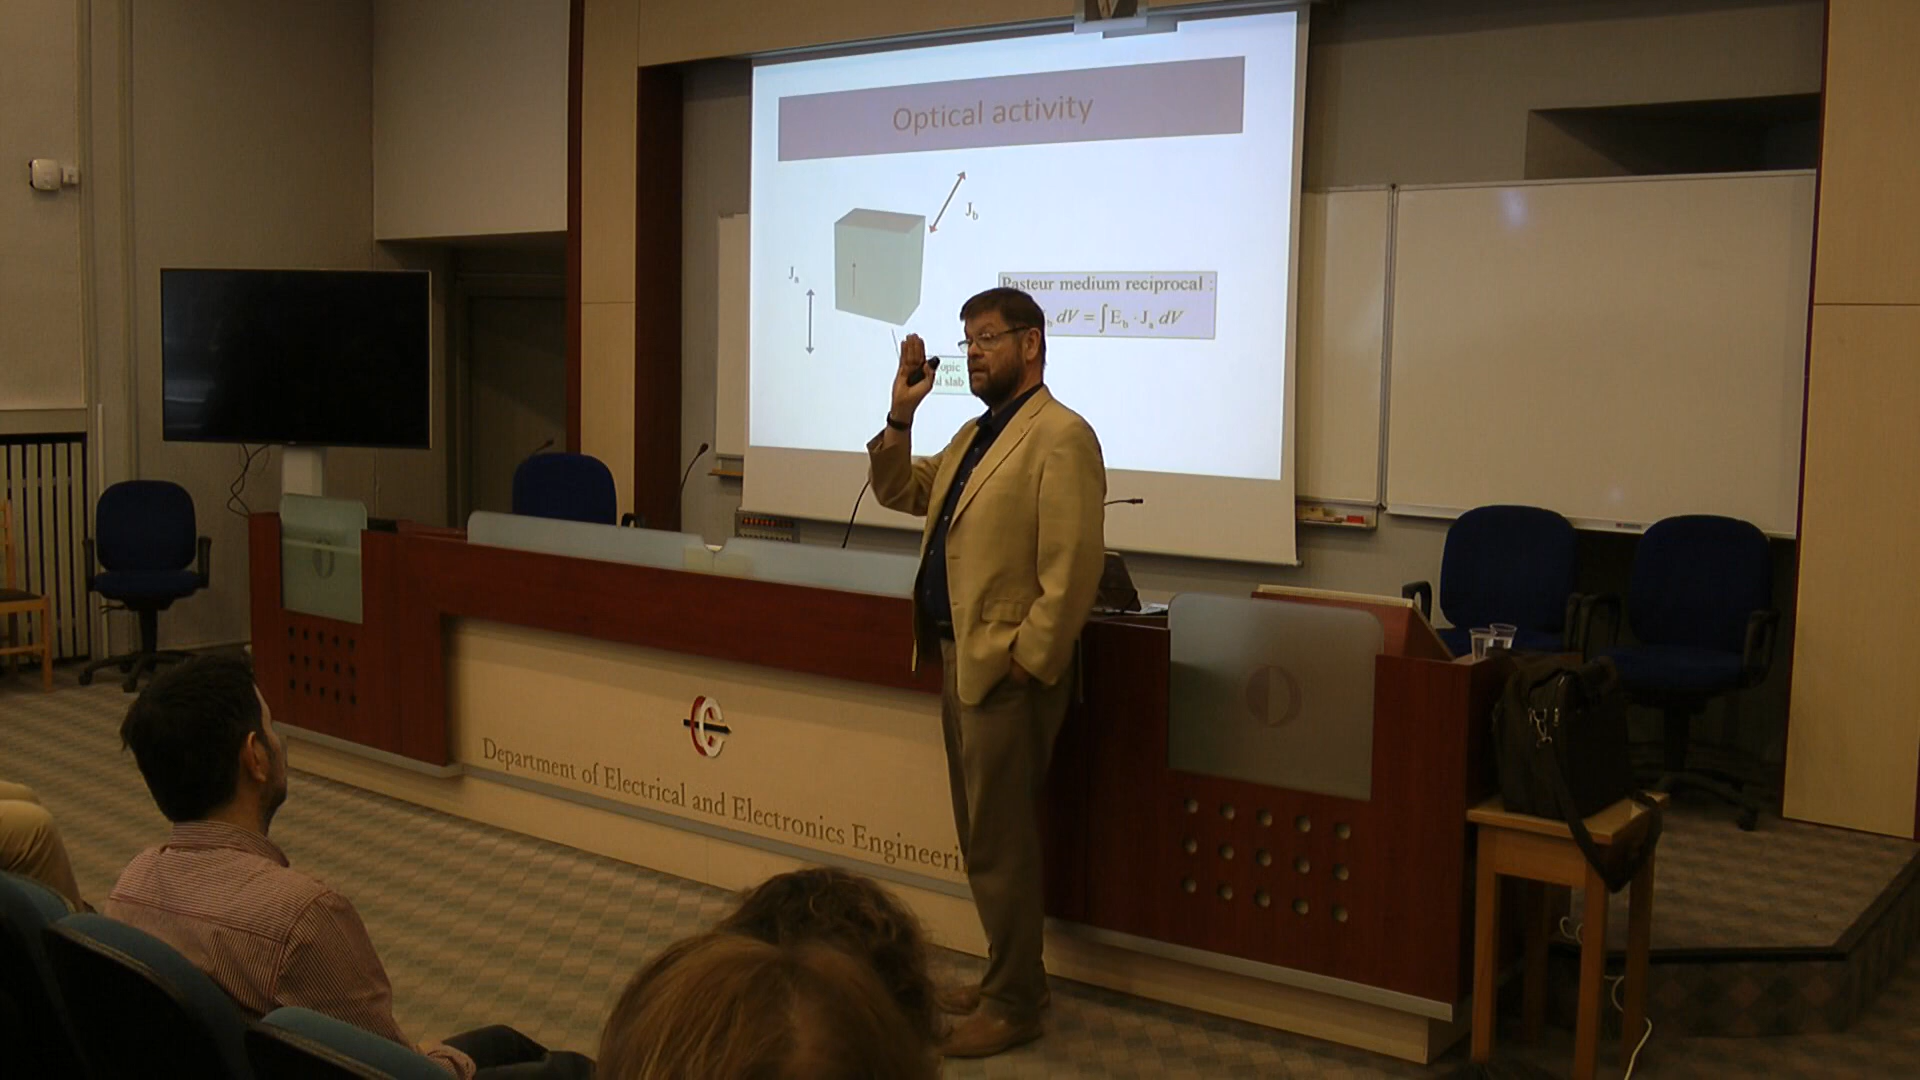 Optical activity
J_b
J_a
Pasteur medium reciprocal :
_b dV = ∫E_b · J_a dV
opic
slab
Department of Electrical and Electronics Engineeri